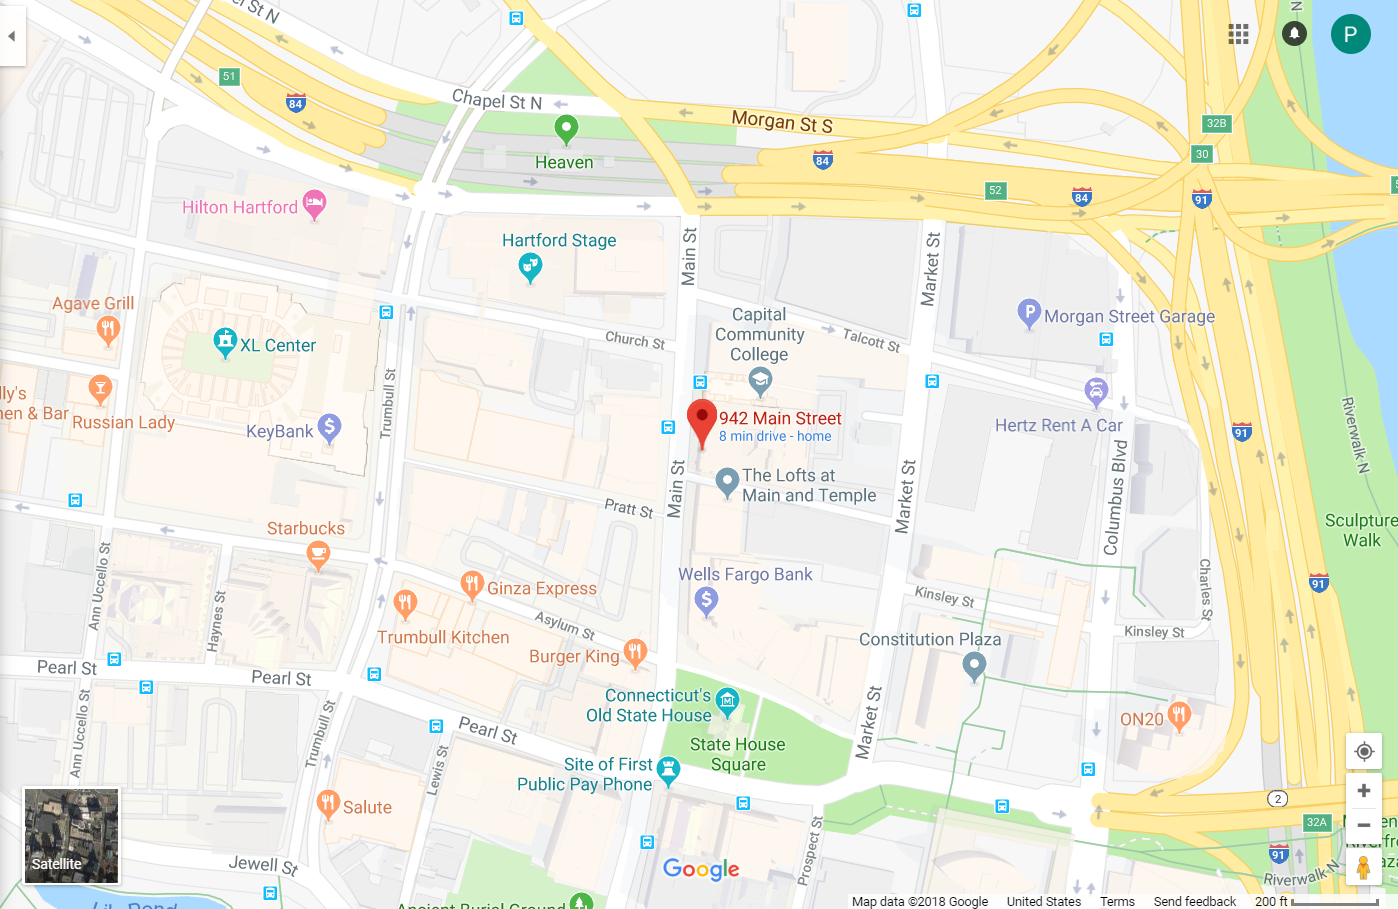 Chapel St N
51
84
Chapel St N
Morgan St S
84
Heaven
Hilton Hartford
52
84
91
30
32B
N
P
Hartford Stage
Main St
Market St
Agave Grill
XL Center
Church St
Capital
Community
College
Talcott St
Morgan Street Garage
Russian Lady
KeyBank
Trumbull St
942 Main Street
8 min drive - home
Hertz Rent A Car
91
Riverwalk N
The Lofts at
Main and Temple
Main St
Market St
Columbus Blvd
Pratt St
Starbucks
Sculpture
Walk
Ann Uccello St
Haynes St
Ginza Express
Wells Fargo Bank
Asylum St
Trumbull Kitchen
Burger King
Kinsley St
Kinsley St
Charles St
91
Constitution Plaza
Pearl St
Pearl St
Connecticut's
Old State House
State House
Square
Market St
ON20
Ann Uccello St
Trumbull St
Pearl St
Lewis St
Site of First
Public Pay Phone
Salute
Prospect St
2
32A
91
Riverwalk N
Jewell St
Satellite
Google
Ancient Burial Ground
Map data ©2018 Google United States Terms Send feedback 200 ft